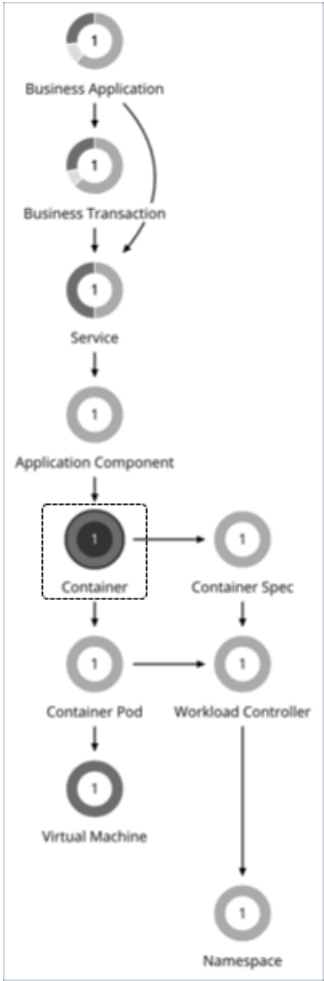 1
Business Application
1
Business Transaction
1
Service
1
Application Component
1
Container
1
Container Spec
1
Container Pod
1
Workload Controller
1
Virtual Machine
1
Namespace